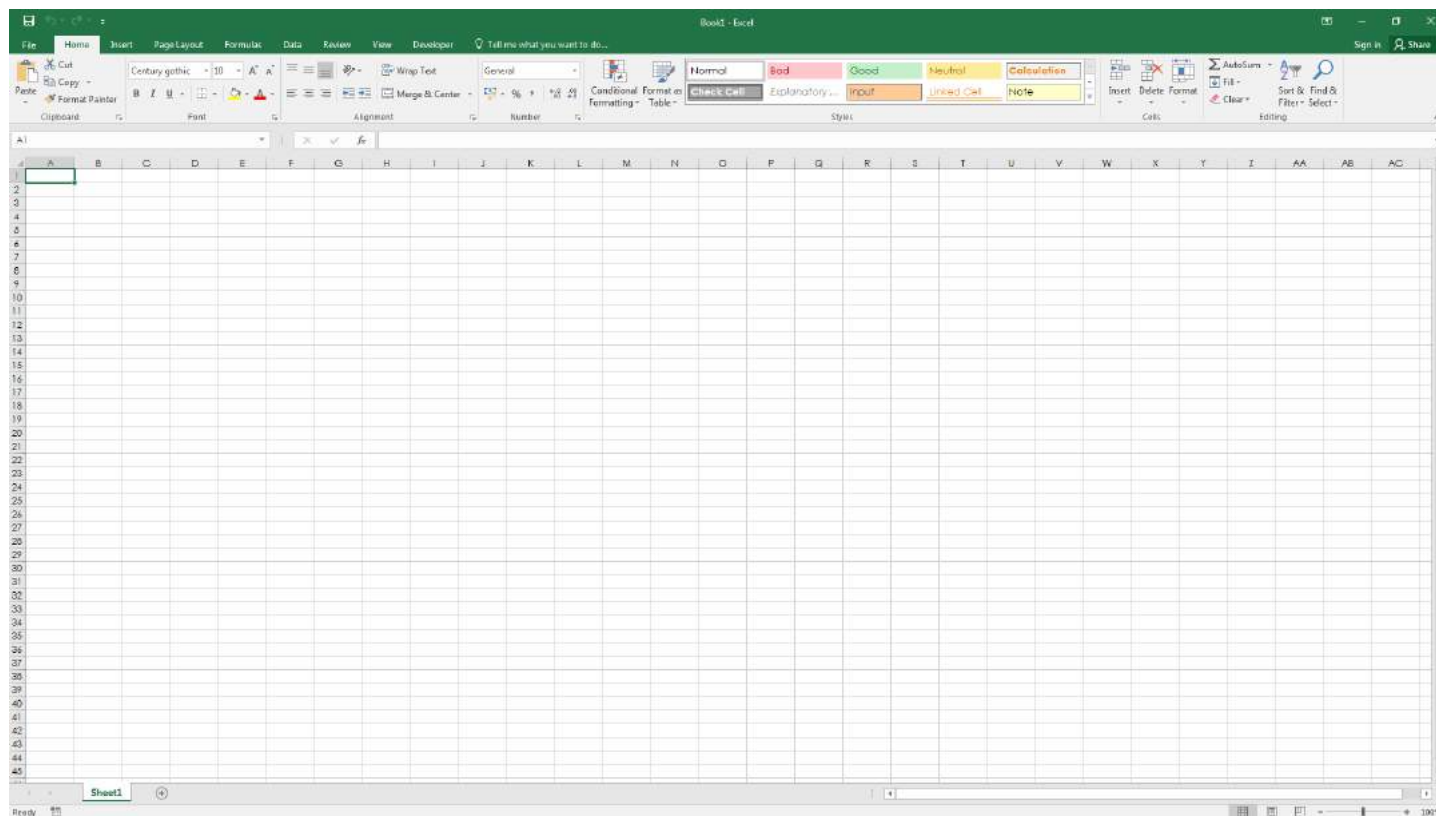 Book1 - Excel
File Home Insert Page Layout Formulas Data Review View Developer Tell me what you want to do... Sign in Share
Cut
Copy
Format Painter
Paste
Clipboard
Century gothic 10
B I U
Font
Wrap Text
Merge & Center
Alignment
General
%
Number
Conditional Formatting
Format as Table
Normal Bad Good Neutral Calculation
Check Cell Explanatory ... Input Linked Cell Note
Styles
Insert Delete Format
Cells
AutoSum
Fill
Clear
Sort & Filter
Find & Select
Editing
A1 fx
A B C D E F G H I J K L M N O P Q R S T U V W X Y Z AA AB AC
1
2
3
4
5
6
7
8
9
10
11
12
13
14
15
16
17
18
19
20
21
22
23
24
25
26
27
28
29
30
31
32
33
34
35
36
37
38
39
40
41
42
43
44
45
Sheet1
Ready 100